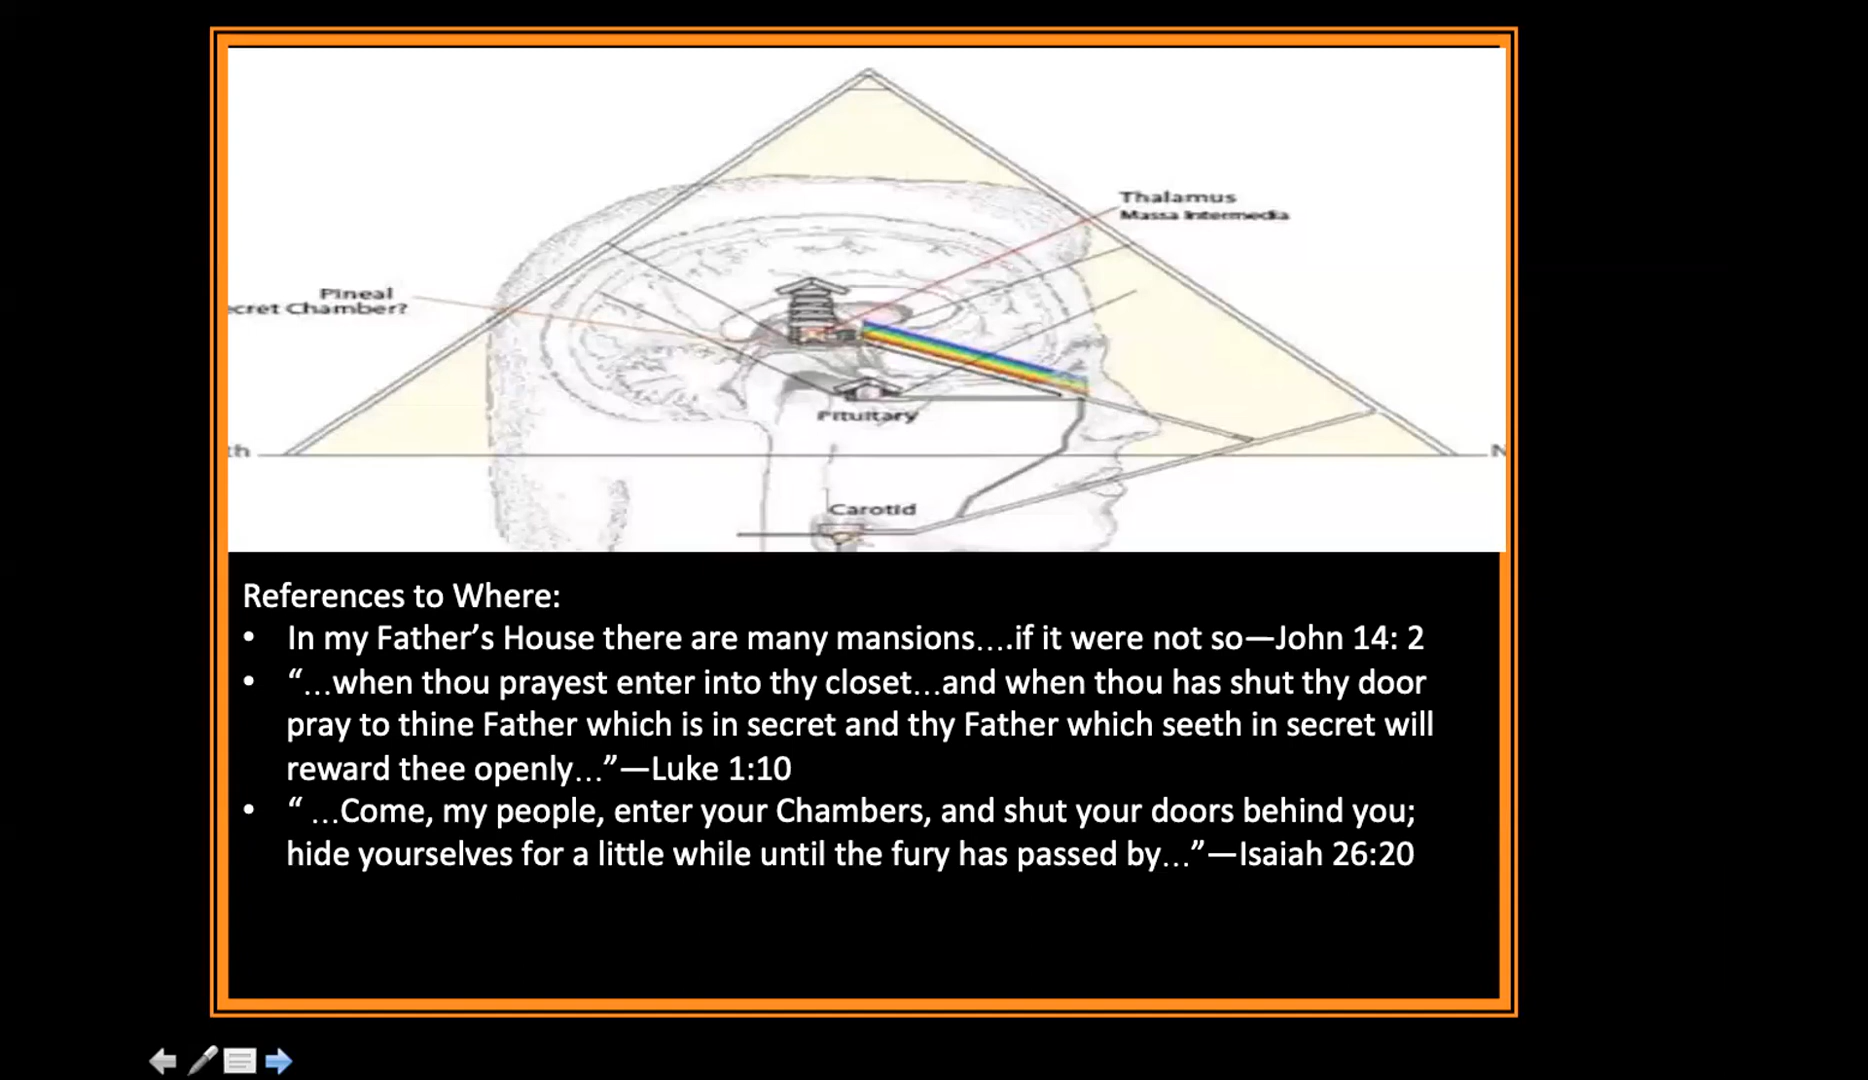 Thalamus
Massa Intermedia
Pineal
ecret Chamber?
Pituitary
th
N
Carotid
References to Where:
• In my Father’s House there are many mansions….if it were not so—John 14: 2
• “…when thou prayest enter into thy closet…and when thou has shut thy door
pray to thine Father which is in secret and thy Father which seeth in secret will
reward thee openly…”—Luke 1:10
• “ …Come, my people, enter your Chambers, and shut your doors behind you;
hide yourselves for a little while until the fury has passed by…”—Isaiah 26:20